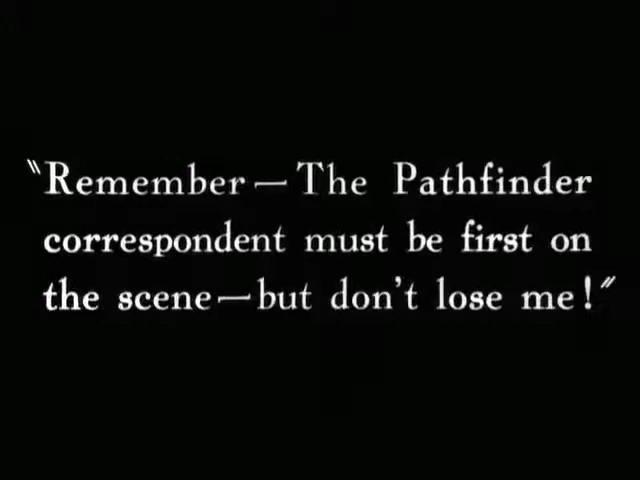 "Remember—The Pathfinder
correspondent must be first on
the scene—but don't lose me!"